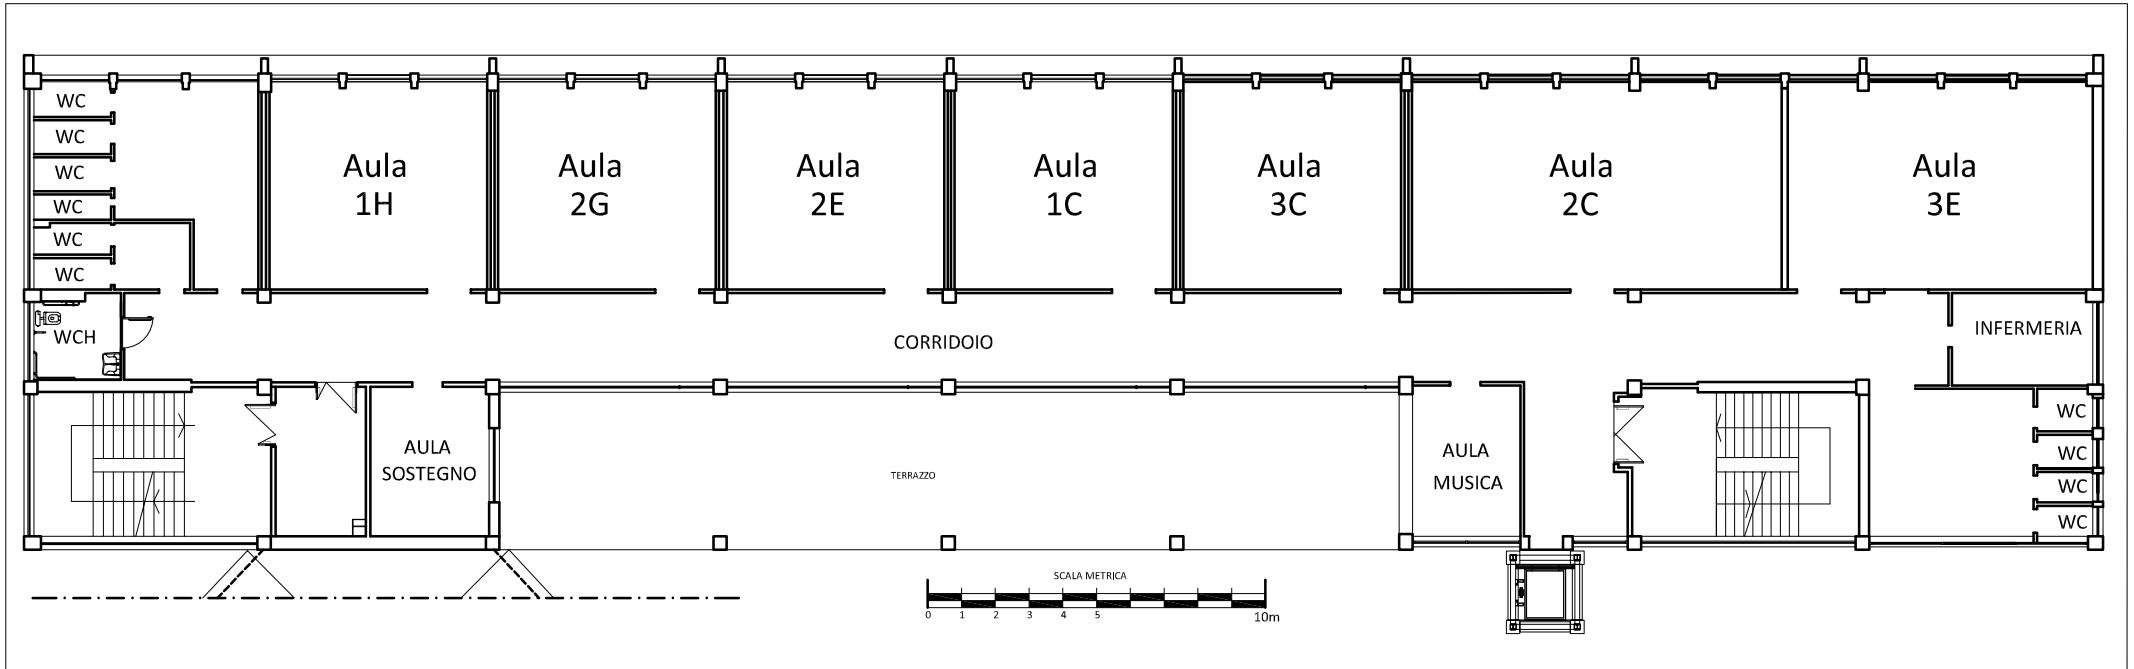 WC
WC
WC
WC
WC
WC
WCH
Aula
1H
Aula
2G
Aula
2E
Aula
1C
Aula
3C
Aula
2C
Aula
3E
CORRIDOIO
INFERMERIA
AULA
SOSTEGNO
TERRAZZO
AULA
MUSICA
WC
WC
WC
WC
SCALA METRICA
0 1 2 3 4 5 10m